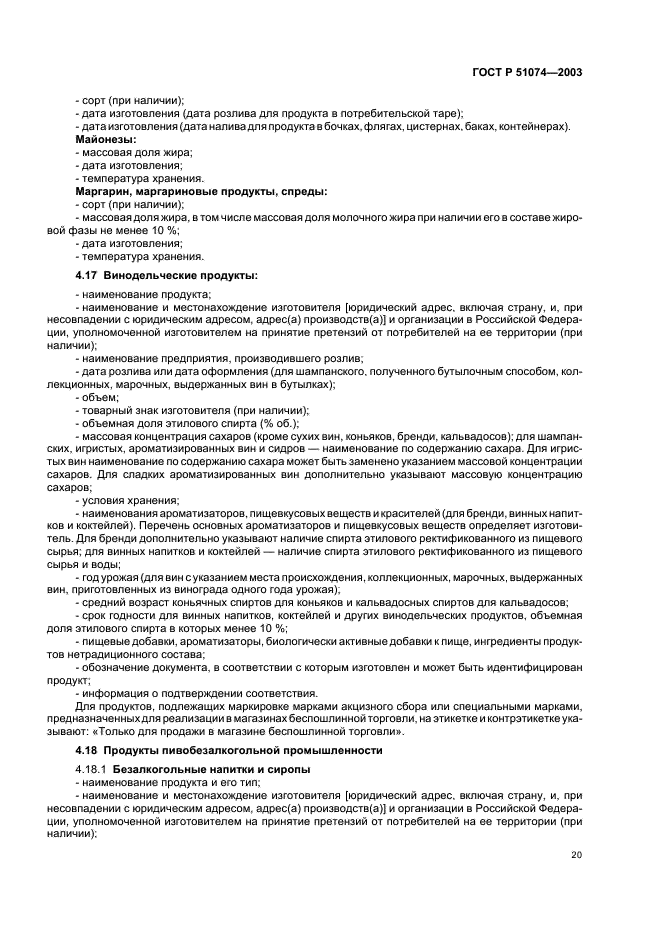 ГОСТ Р 51074—2003
- сорт (при наличии);
- дата изготовления (дата розлива для продукта в потребительской таре);
- дата изготовления (дата налива для продукта в бочках, флягах, цистернах, баках, контейнерах).
Майонезы:
- массовая доля жира;
- дата изготовления;
- температура хранения.
Маргарин, маргариновые продукты, спреды:
- сорт (при наличии);
- массовая доля жира, в том числе массовая доля молочного жира при наличии его в составе жиро-
вой фазы не менее 10 %;
- дата изготовления;
- температура хранения.
4.17 Винодельческие продукты:
- наименование продукта;
- наименование и местонахождение изготовителя [юридический адрес, включая страну, и, при
несовпадении с юридическим адресом, адрес(а) производств(а)] и организации в Российской Федера-
ции, уполномоченной изготовителем на принятие претензий от потребителей на ее территории (при
наличии);
- наименование предприятия, производившего розлив;
- дата розлива или дата оформления (для шампанского, полученного бутылочным способом, кол-
лекционных, марочных, выдержанных вин в бутылках);
- объем;
- товарный знак изготовителя (при наличии);
- объемная доля этилового спирта (% об.);
- массовая концентрация сахаров (кроме сухих вин, коньяков, бренди, кальвадосов); для шампан-
ских, игристых, ароматизированных вин и сидров — наименование по содержанию сахара. Для игрис-
тых вин наименование по содержанию сахара может быть заменено указанием массовой концентрации
сахаров. Для сладких ароматизированных вин дополнительно указывают массовую концентрацию
сахаров;
- условия хранения;
- наименования ароматизаторов, пищевкусовых веществ и красителей (для бренди, винных напит-
ков и коктейлей). Перечень основных ароматизаторов и пищевкусовых веществ определяет изготови-
тель. Для бренди дополнительно указывают наличие спирта этилового ректификованного из пищевого
сырья; для винных напитков и коктейлей — наличие спирта этилового ректификованного из пищевого
сырья и воды;
- год урожая (для вин с указанием места происхождения, коллекционных, марочных, выдержанных
вин, приготовленных из винограда одного года урожая);
- средний возраст коньячных спиртов для коньяков и кальвадосных спиртов для кальвадосов;
- срок годности для винных напитков, коктейлей и других винодельческих продуктов, объемная
доля этилового спирта в которых менее 10 %;
- пищевые добавки, ароматизаторы, биологически активные добавки к пище, ингредиенты продук-
тов нетрадиционного состава;
- обозначение документа, в соответствии с которым изготовлен и может быть идентифицирован
продукт;
- информация о подтверждении соответствия.
Для продуктов, подлежащих маркировке марками акцизного сбора или специальными марками,
предназначенных для реализации в магазинах беспошлинной торговли, на этикетке и контрэтикетке ука-
зывают: «Только для продажи в магазине беспошлинной торговли».
4.18 Продукты пивобезалкогольной промышленности
4.18.1 Безалкогольные напитки и сиропы
- наименование продукта и его тип;
- наименование и местонахождение изготовителя [юридический адрес, включая страну, и, при
несовпадении с юридическим адресом, адрес(а) производств(а)] и организации в Российской Федера-
ции, уполномоченной изготовителем на принятие претензий от потребителей на ее территории (при
наличии);
20